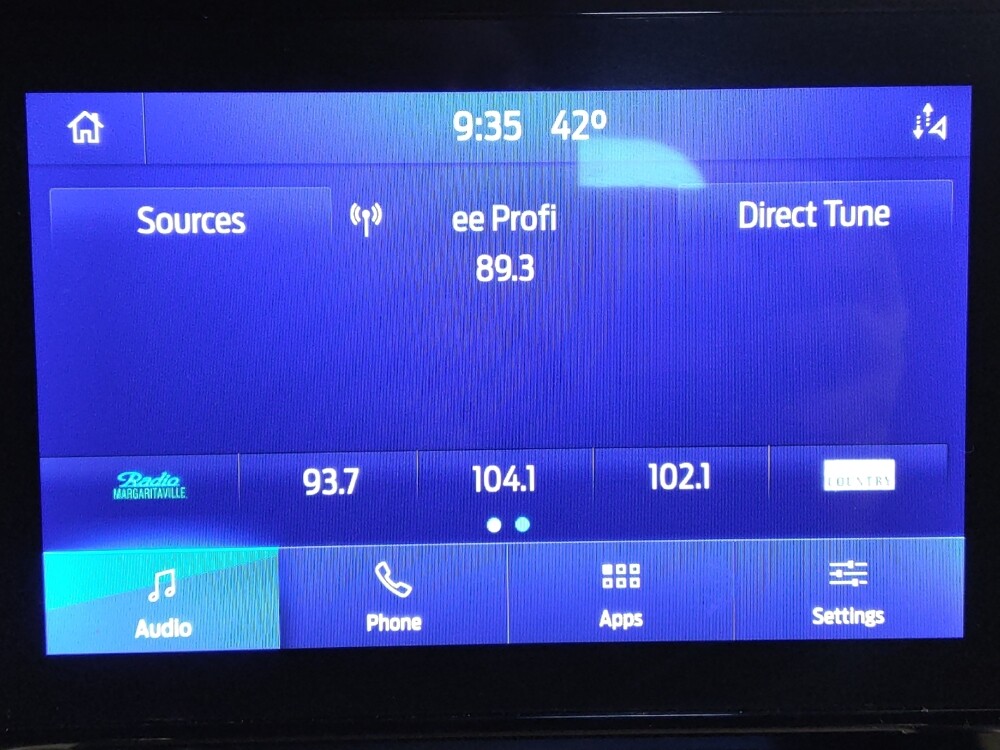 9:35 42º
Sources ee Profi Direct Tune
89.3
Radio
MARGARITAVILLE 93.7 104.1 102.1 COUNTRY
Audio Phone Apps Settings